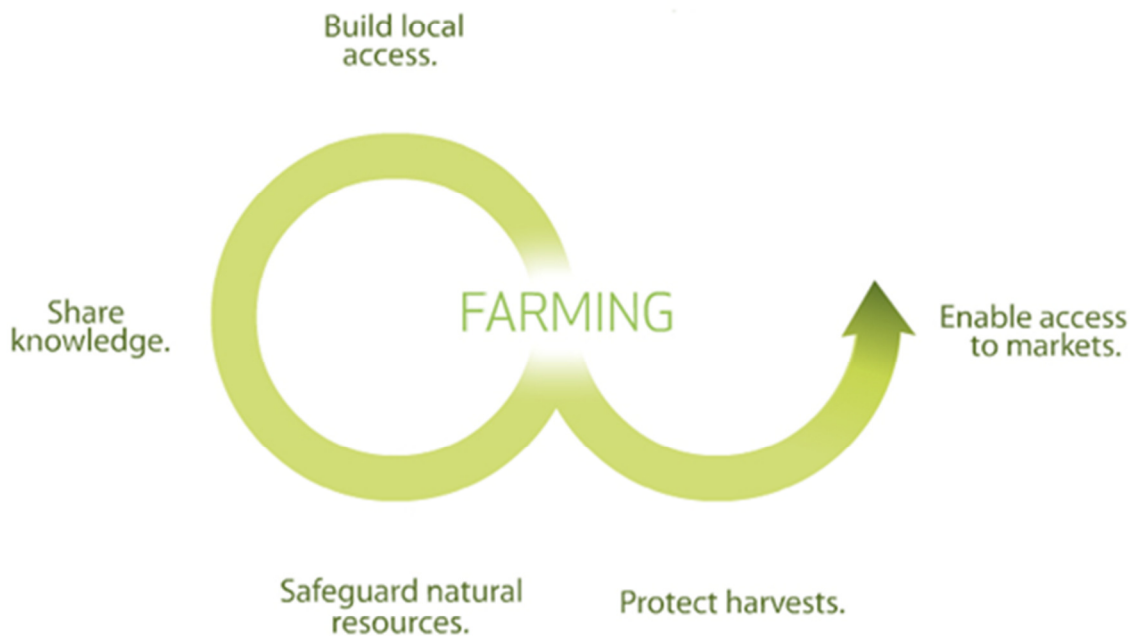 Build local
access.
FARMING
Share
knowledge.
Enable access
to markets.
Safeguard natural
resources.
Protect harvests.